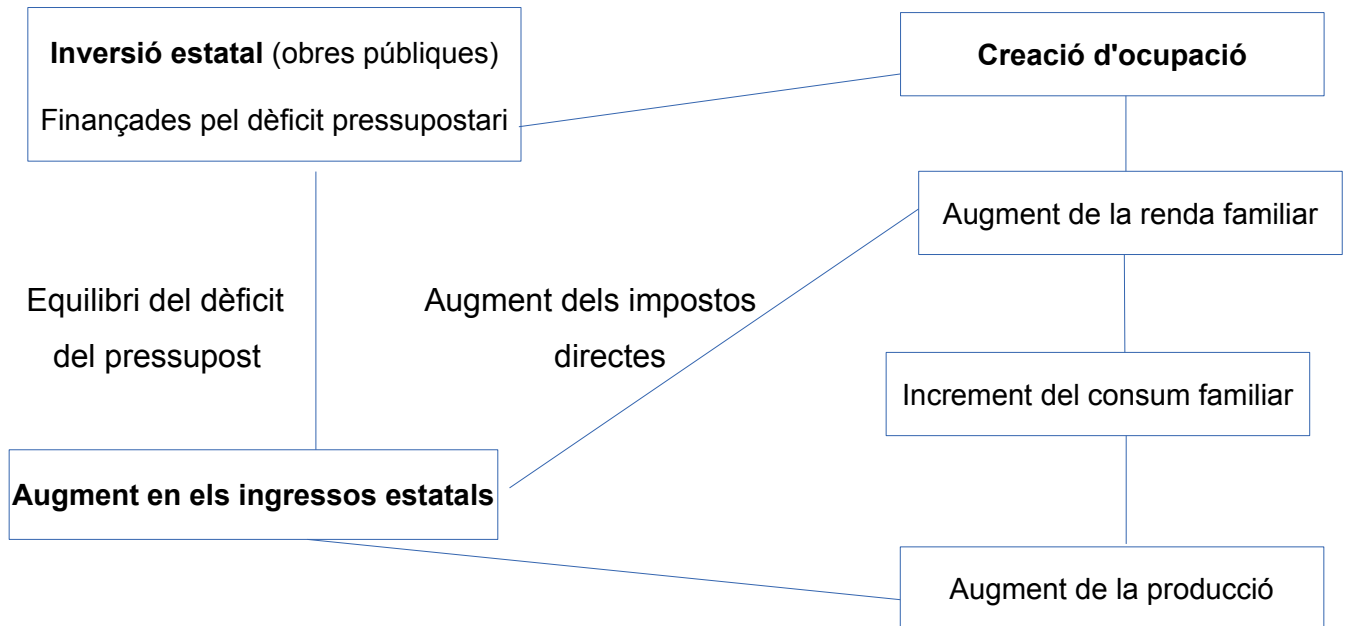 Inversió estatal (obres públiques)
Finançades pel dèficit pressupostari
Creació d'ocupació
Augment de la renda familiar
Equilibri del dèficit
del pressupost
Augment dels impostos
directes
Increment del consum familiar
Augment en els ingressos estatals
Augment de la producció